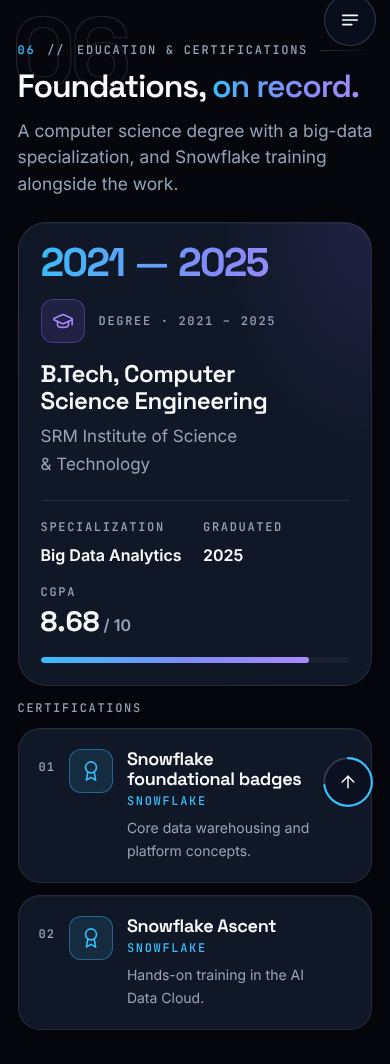 06
06 // EDUCATION & CERTIFICATIONS
Foundations, on record.
A computer science degree with a big-data
specialization, and Snowflake training
alongside the work.
2021 — 2025
DEGREE · 2021 – 2025
B.Tech, Computer
Science Engineering
SRM Institute of Science
& Technology
SPECIALIZATION GRADUATED
Big Data Analytics 2025
CGPA
8.68 / 10
CERTIFICATIONS
01
Snowflake
foundational badges
SNOWFLAKE
Core data warehousing and
platform concepts.
02
Snowflake Ascent
SNOWFLAKE
Hands-on training in the AI
Data Cloud.